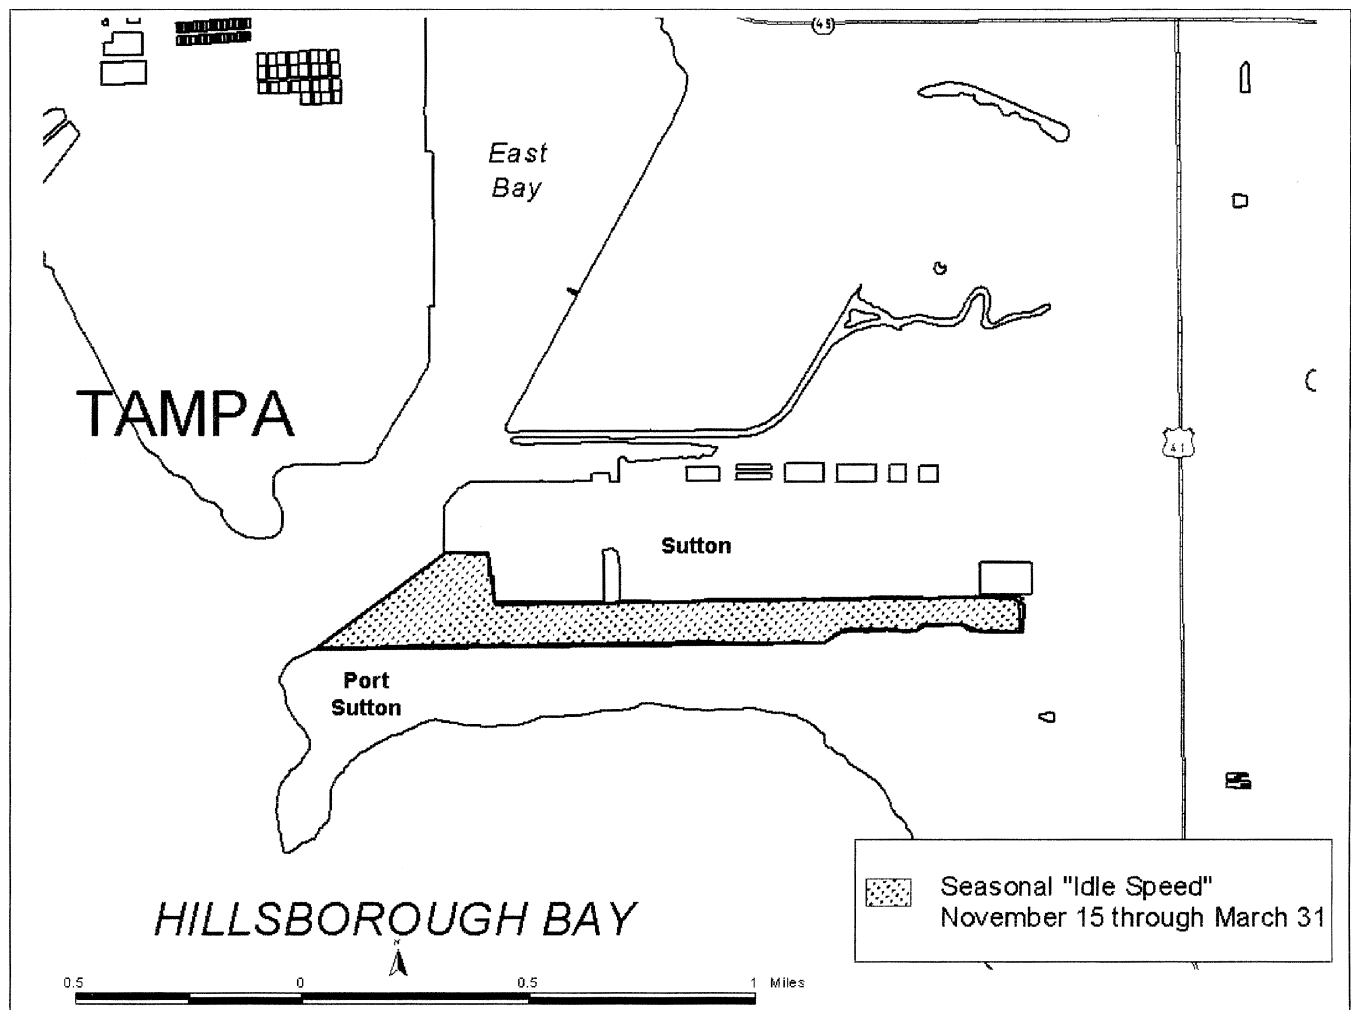 45
East
Bay
TAMPA
41
Sutton
Port
Sutton
Seasonal "Idle Speed"
November 15 through March 31
HILLSBOROUGH BAY
N
0.5 0 0.5 1 Miles